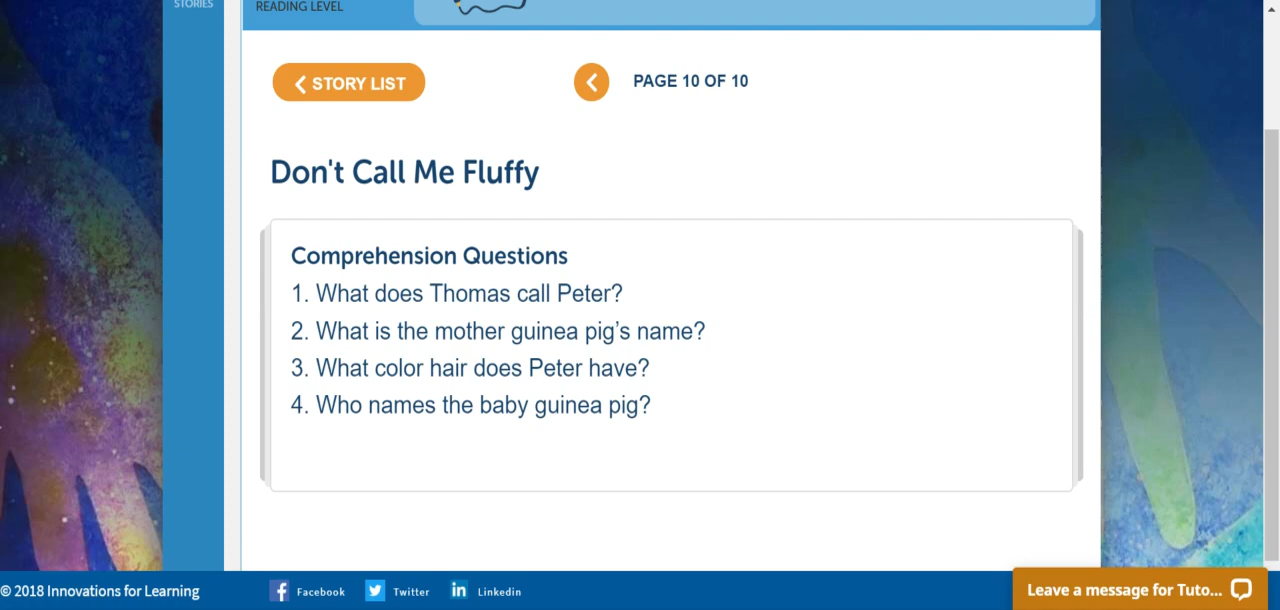 STORIES
READING LEVEL
STORY LIST
PAGE 10 OF 10
Don't Call Me Fluffy
Comprehension Questions
1. What does Thomas call Peter?
2. What is the mother guinea pig’s name?
3. What color hair does Peter have?
4. Who names the baby guinea pig?
© 2018 Innovations for Learning
Facebook
Twitter
Linkedin
Leave a message for Tuto...